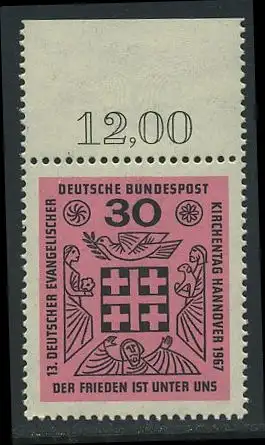 12,00
DEUTSCHE BUNDESPOST
30
13. DEUTSCHER EVANGELISCHER
KIRCHENTAG HANNOVER 1967
DER FRIEDEN IST UNTER UNS